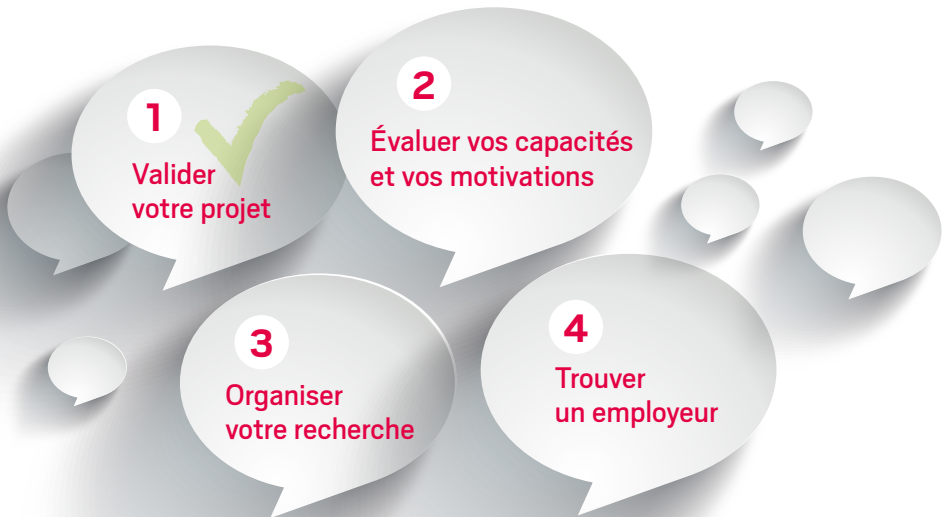 1
Valider
votre projet
2
Évaluer vos capacités
et vos motivations
3
Organiser
votre recherche
4
Trouver
un employeur